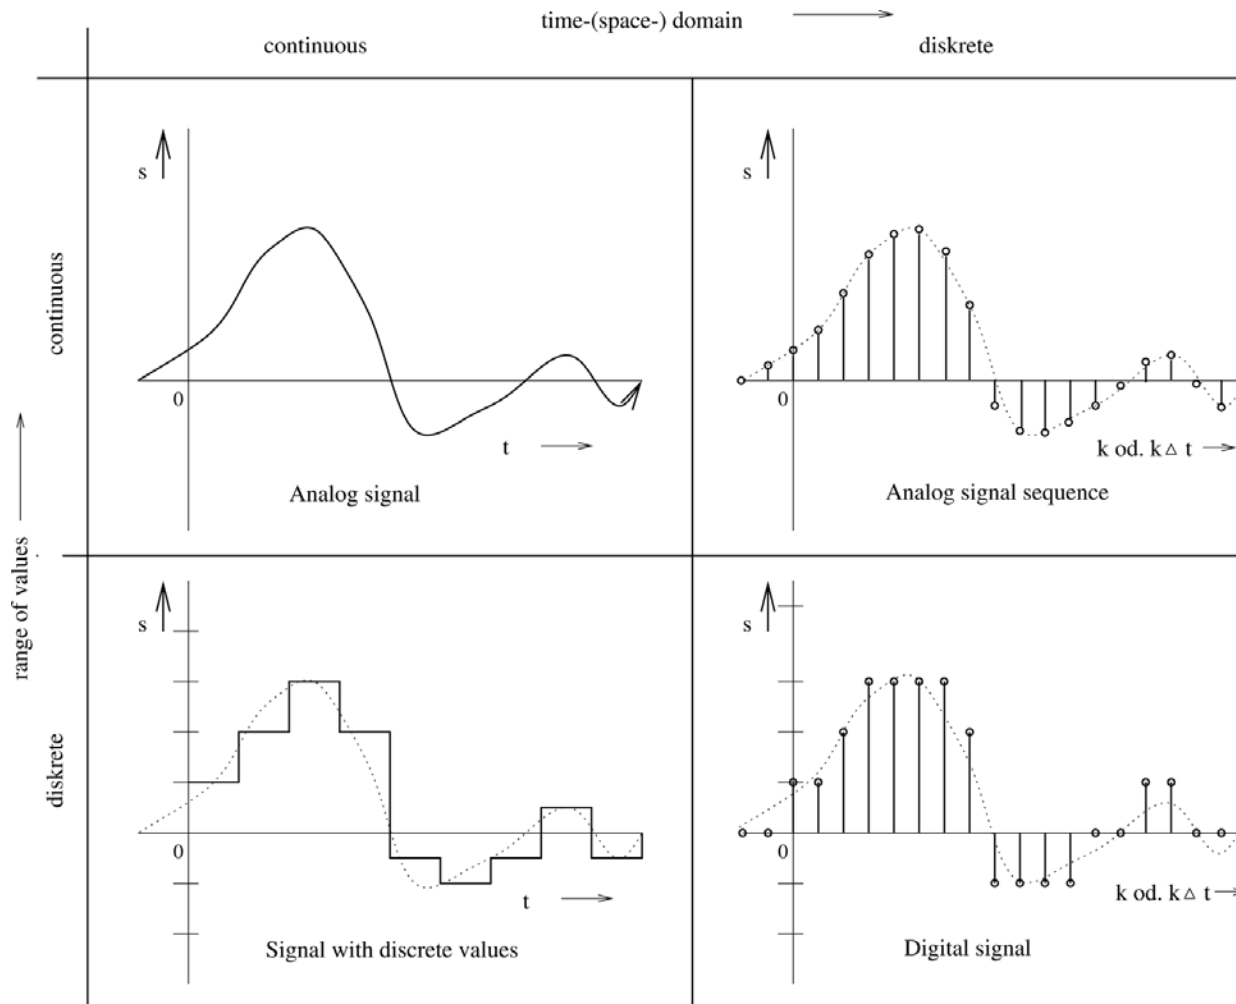 time-(space-) domain
continuous
diskrete
continuous
s
0
t
Analog signal
s
0
k od. k△ t
Analog signal sequence
range of values
diskrete
s
0
t
Signal with discrete values
s
0
k od. k△ t
Digital signal